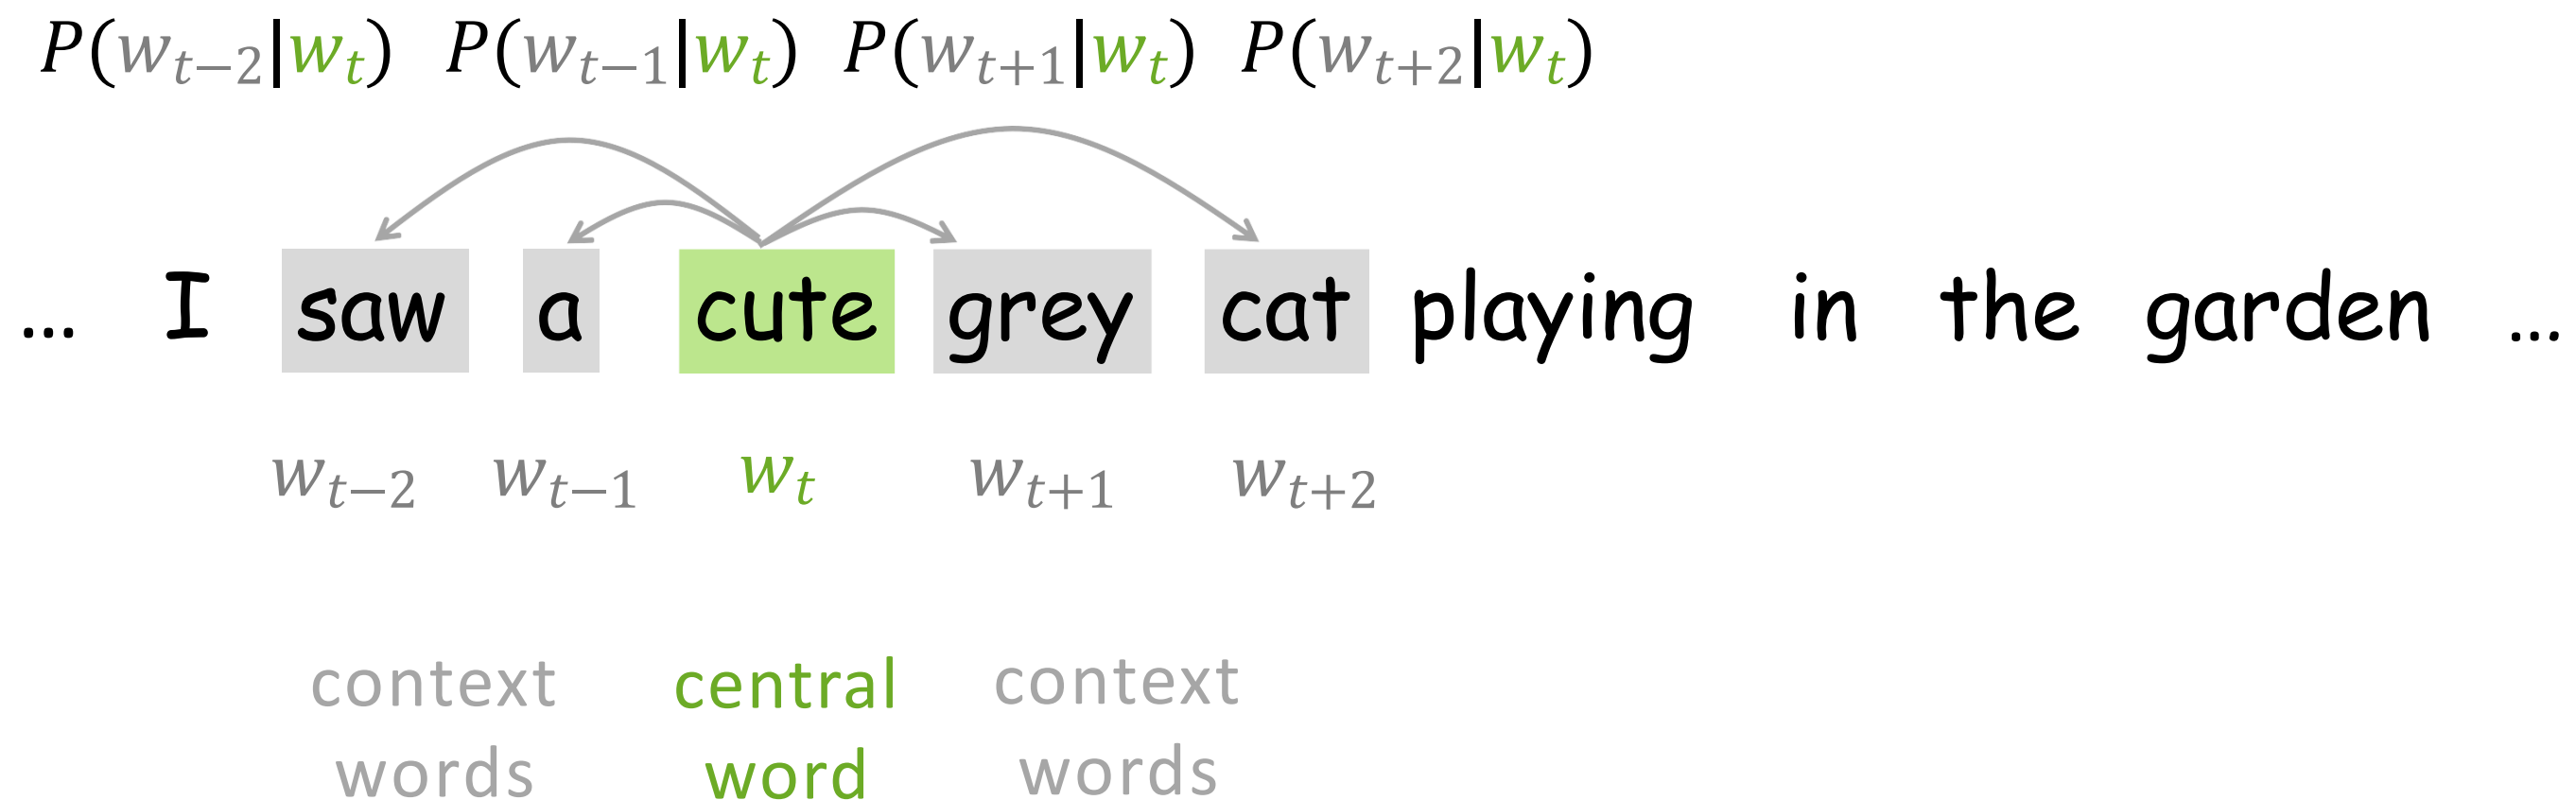 P(w_{t−2}|w_t) P(w_{t−1}|w_t) P(w_{t+1}|w_t) P(w_{t+2}|w_t)
... I saw a cute grey cat playing in the garden ...
w_{t−2} w_{t−1} w_t w_{t+1} w_{t+2}
context central context
words word words